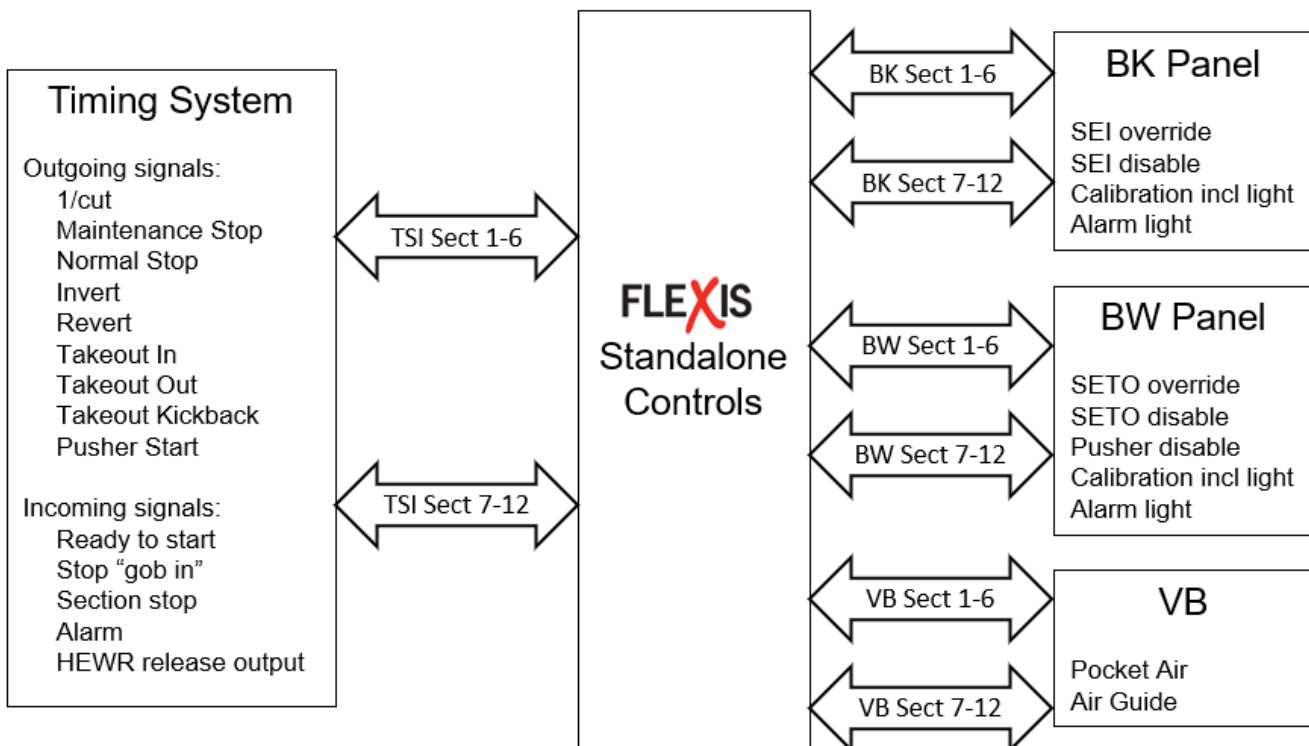 Timing System
Outgoing signals:
1/cut
Maintenance Stop
Normal Stop
Invert
Revert
Takeout In
Takeout Out
Takeout Kickback
Pusher Start
Incoming signals:
Ready to start
Stop “gob in”
Section stop
Alarm
HEWR release output
TSI Sect 1-6
TSI Sect 7-12
FLEXIS
Standalone
Controls
BK Sect 1-6
BK Sect 7-12
BW Sect 1-6
BW Sect 7-12
VB Sect 1-6
VB Sect 7-12
BK Panel
SEI override
SEI disable
Calibration incl light
Alarm light
BW Panel
SETO override
SETO disable
Pusher disable
Calibration incl light
Alarm light
VB
Pocket Air
Air Guide